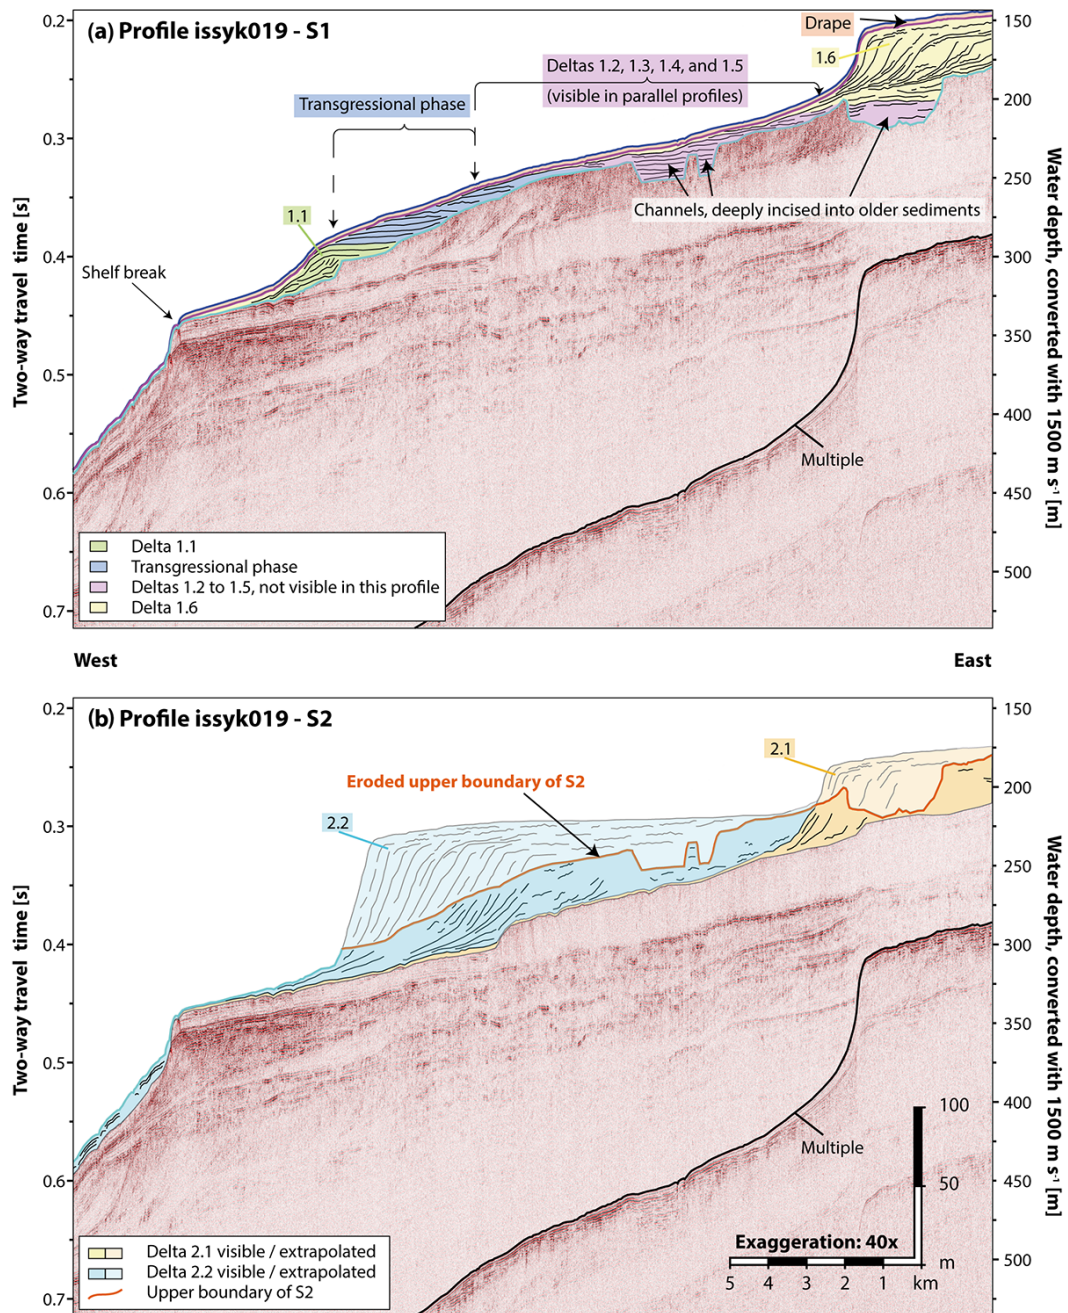 (a) Profile issyk019 - S1
Drape
1.6
Deltas 1.2, 1.3, 1.4, and 1.5
(visible in parallel profiles)
Transgressional phase
1.1
Channels, deeply incised into older sediments
Shelf break
Multiple
Delta 1.1
Transgressional phase
Deltas 1.2 to 1.5, not visible in this profile
Delta 1.6
0.2
0.3
0.4
0.5
0.6
0.7
Two-way travel time [s]
150
200
250
300
350
400
450
500
Water depth, converted with 1500 m s-1 [m]
West
East
(b) Profile issyk019 - S2
2.1
Eroded upper boundary of S2
2.2
Multiple
Delta 2.1 visible / extrapolated
Delta 2.2 visible / extrapolated
Upper boundary of S2
Exaggeration: 40x
100
50
m
5 4 3 2 1 km
0.2
0.3
0.4
0.5
0.6
0.7
Two-way travel time [s]
150
200
250
300
350
400
450
500
Water depth, converted with 1500 m s-1 [m]